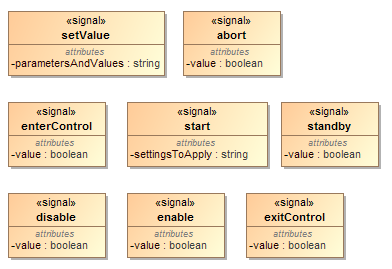 «signal»
setValue
attributes
-parametersAndValues : string
«signal»
abort
attributes
-value : boolean
«signal»
enterControl
attributes
-value : boolean
«signal»
start
attributes
-settingsToApply : string
«signal»
standby
attributes
-value : boolean
«signal»
disable
attributes
-value : boolean
«signal»
enable
attributes
-value : boolean
«signal»
exitControl
attributes
-value : boolean